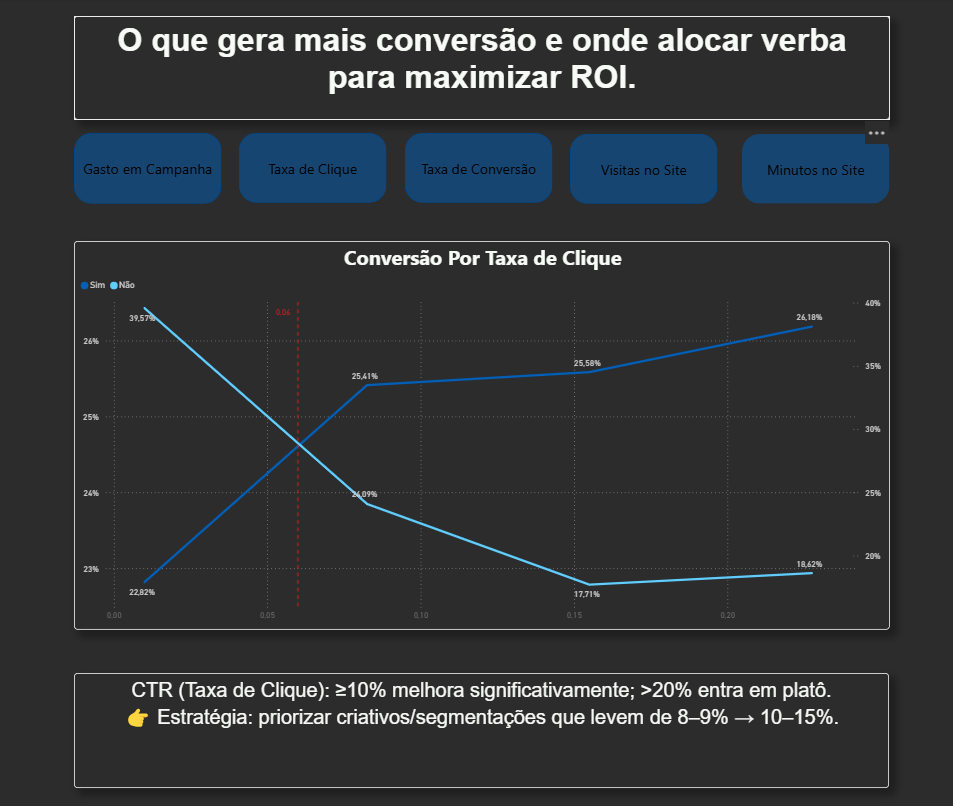 O que gera mais conversão e onde alocar verba
para maximizar ROI.
Gasto em Campanha
Taxa de Clique
Taxa de Conversão
Visitas no Site
Minutos no Site
Conversão Por Taxa de Clique
Sim Não
0,06
40%
39,57%
26,18%
26%
25,41%
25,58%
35%
25%
30%
24%
24,09%
25%
23%
22,82%
17,71%
18,62%
20%
0,00 0,05 0,10 0,15 0,20
CTR (Taxa de Clique): ≥10% melhora significativamente; >20% entra em platô.
👉 Estratégia: priorizar criativos/segmentações que levem de 8–9% → 10–15%.